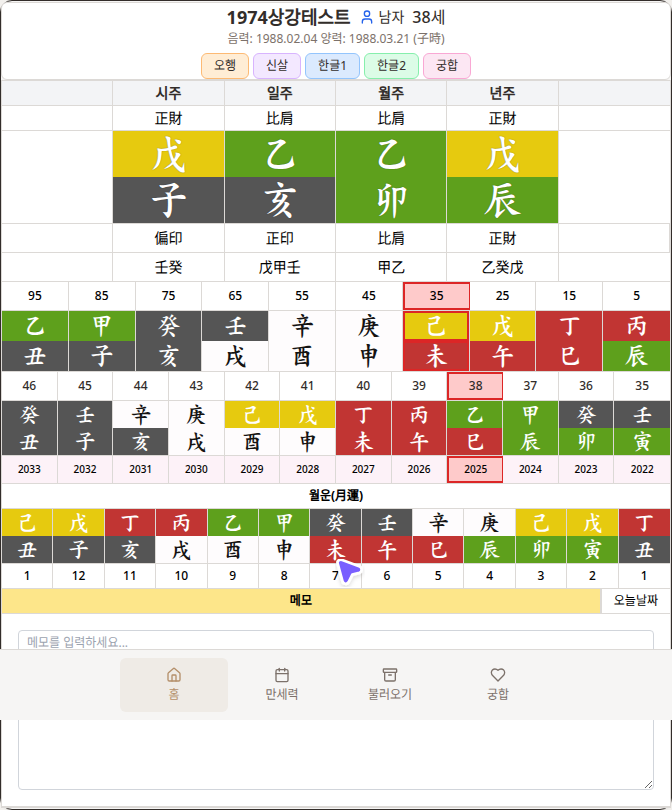 1974상강테스트 남자 38세
음력: 1988.02.04 양력: 1988.03.21 (子時)
오행 신살 한글1 한글2 궁합
시주 일주 월주 년주
正財 比肩 比肩 正財
戊 乙 乙 戊
子 亥 卯 辰
偏印 正印 比肩 正財
壬癸 戊甲壬 甲乙 乙癸戊
95 85 75 65 55 45 35 25 15 5
乙 甲 癸 壬 辛 庚 己 戊 丁 丙
丑 子 亥 戌 酉 申 未 午 巳 辰
46 45 44 43 42 41 40 39 38 37 36 35
癸 壬 辛 庚 己 戊 丁 丙 乙 甲 癸 壬
丑 子 亥 戌 酉 申 未 午 巳 辰 卯 寅
2033 2032 2031 2030 2029 2028 2027 2026 2025 2024 2023 2022
월운(月運)
己 戊 丁 丙 乙 甲 癸 壬 辛 庚 己 戊 丁
丑 子 亥 戌 酉 申 未 午 巳 辰 卯 寅 丑
1 12 11 10 9 8 7 6 5 4 3 2 1
메모 오늘날짜
메모를 입력하세요...
홈 만세력 불러오기 궁합